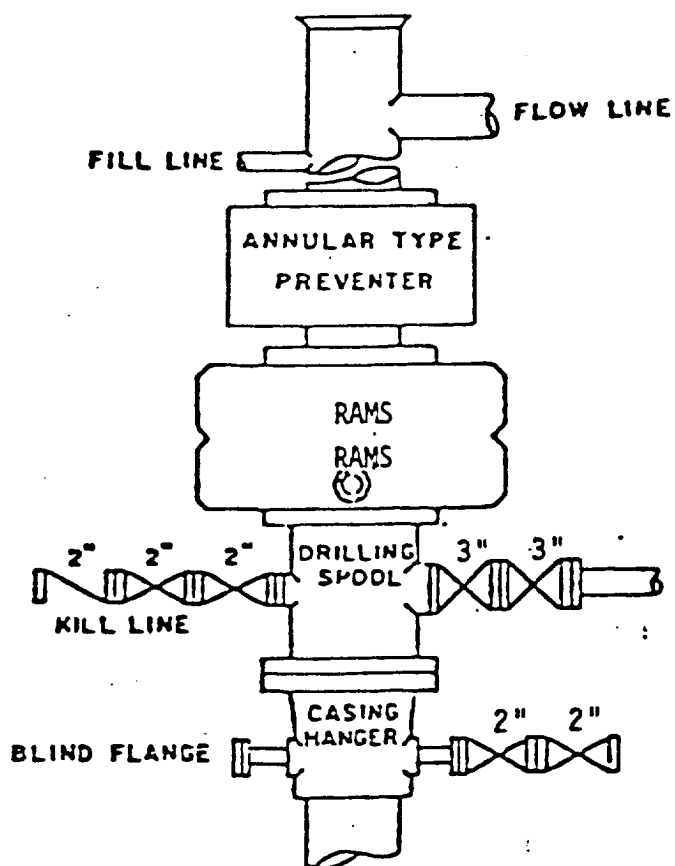 FLOW LINE
FILL LINE
ANNULAR TYPE
PREVENTER
RAMS
RAMS
2" 2" 2"
DRILLING
SPOOL
3" 3"
KILL LINE
CASING
HANGER
2" 2"
BLIND FLANGE